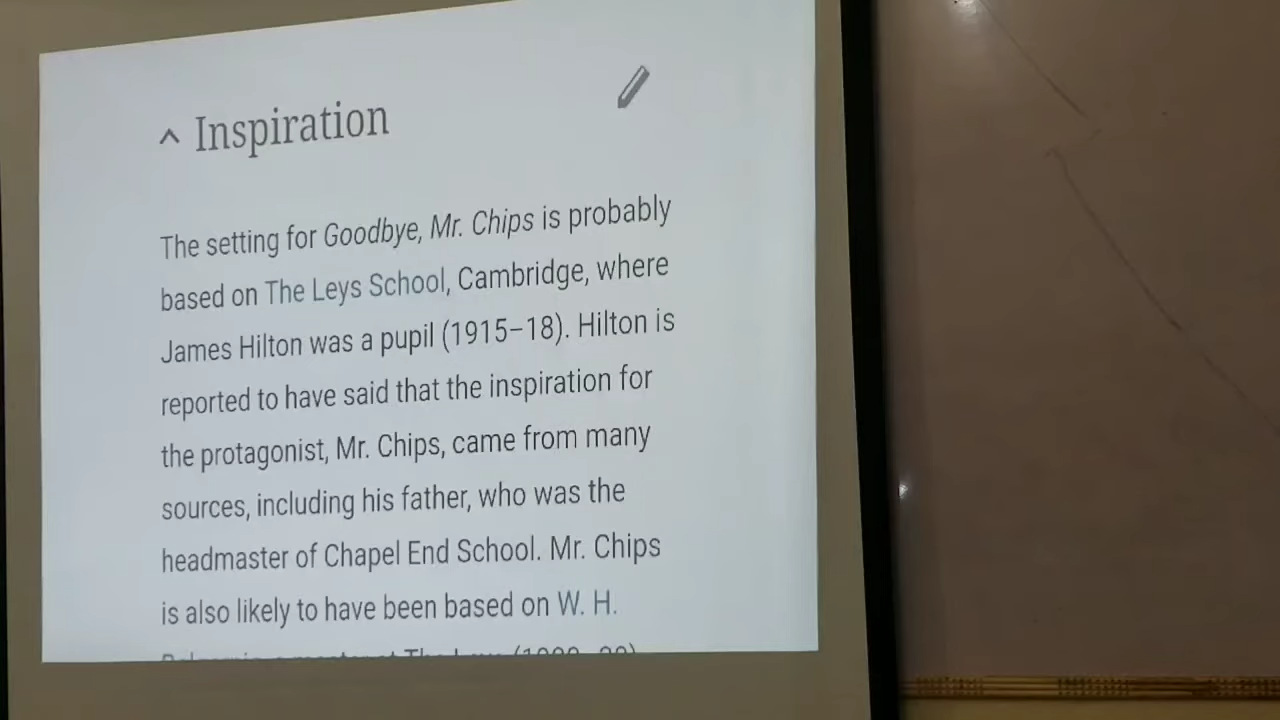 ^ Inspiration
The setting for Goodbye, Mr. Chips is probably
based on The Leys School, Cambridge, where
James Hilton was a pupil (1915–18). Hilton is
reported to have said that the inspiration for
the protagonist, Mr. Chips, came from many
sources, including his father, who was the
headmaster of Chapel End School. Mr. Chips
is also likely to have been based on W. H.